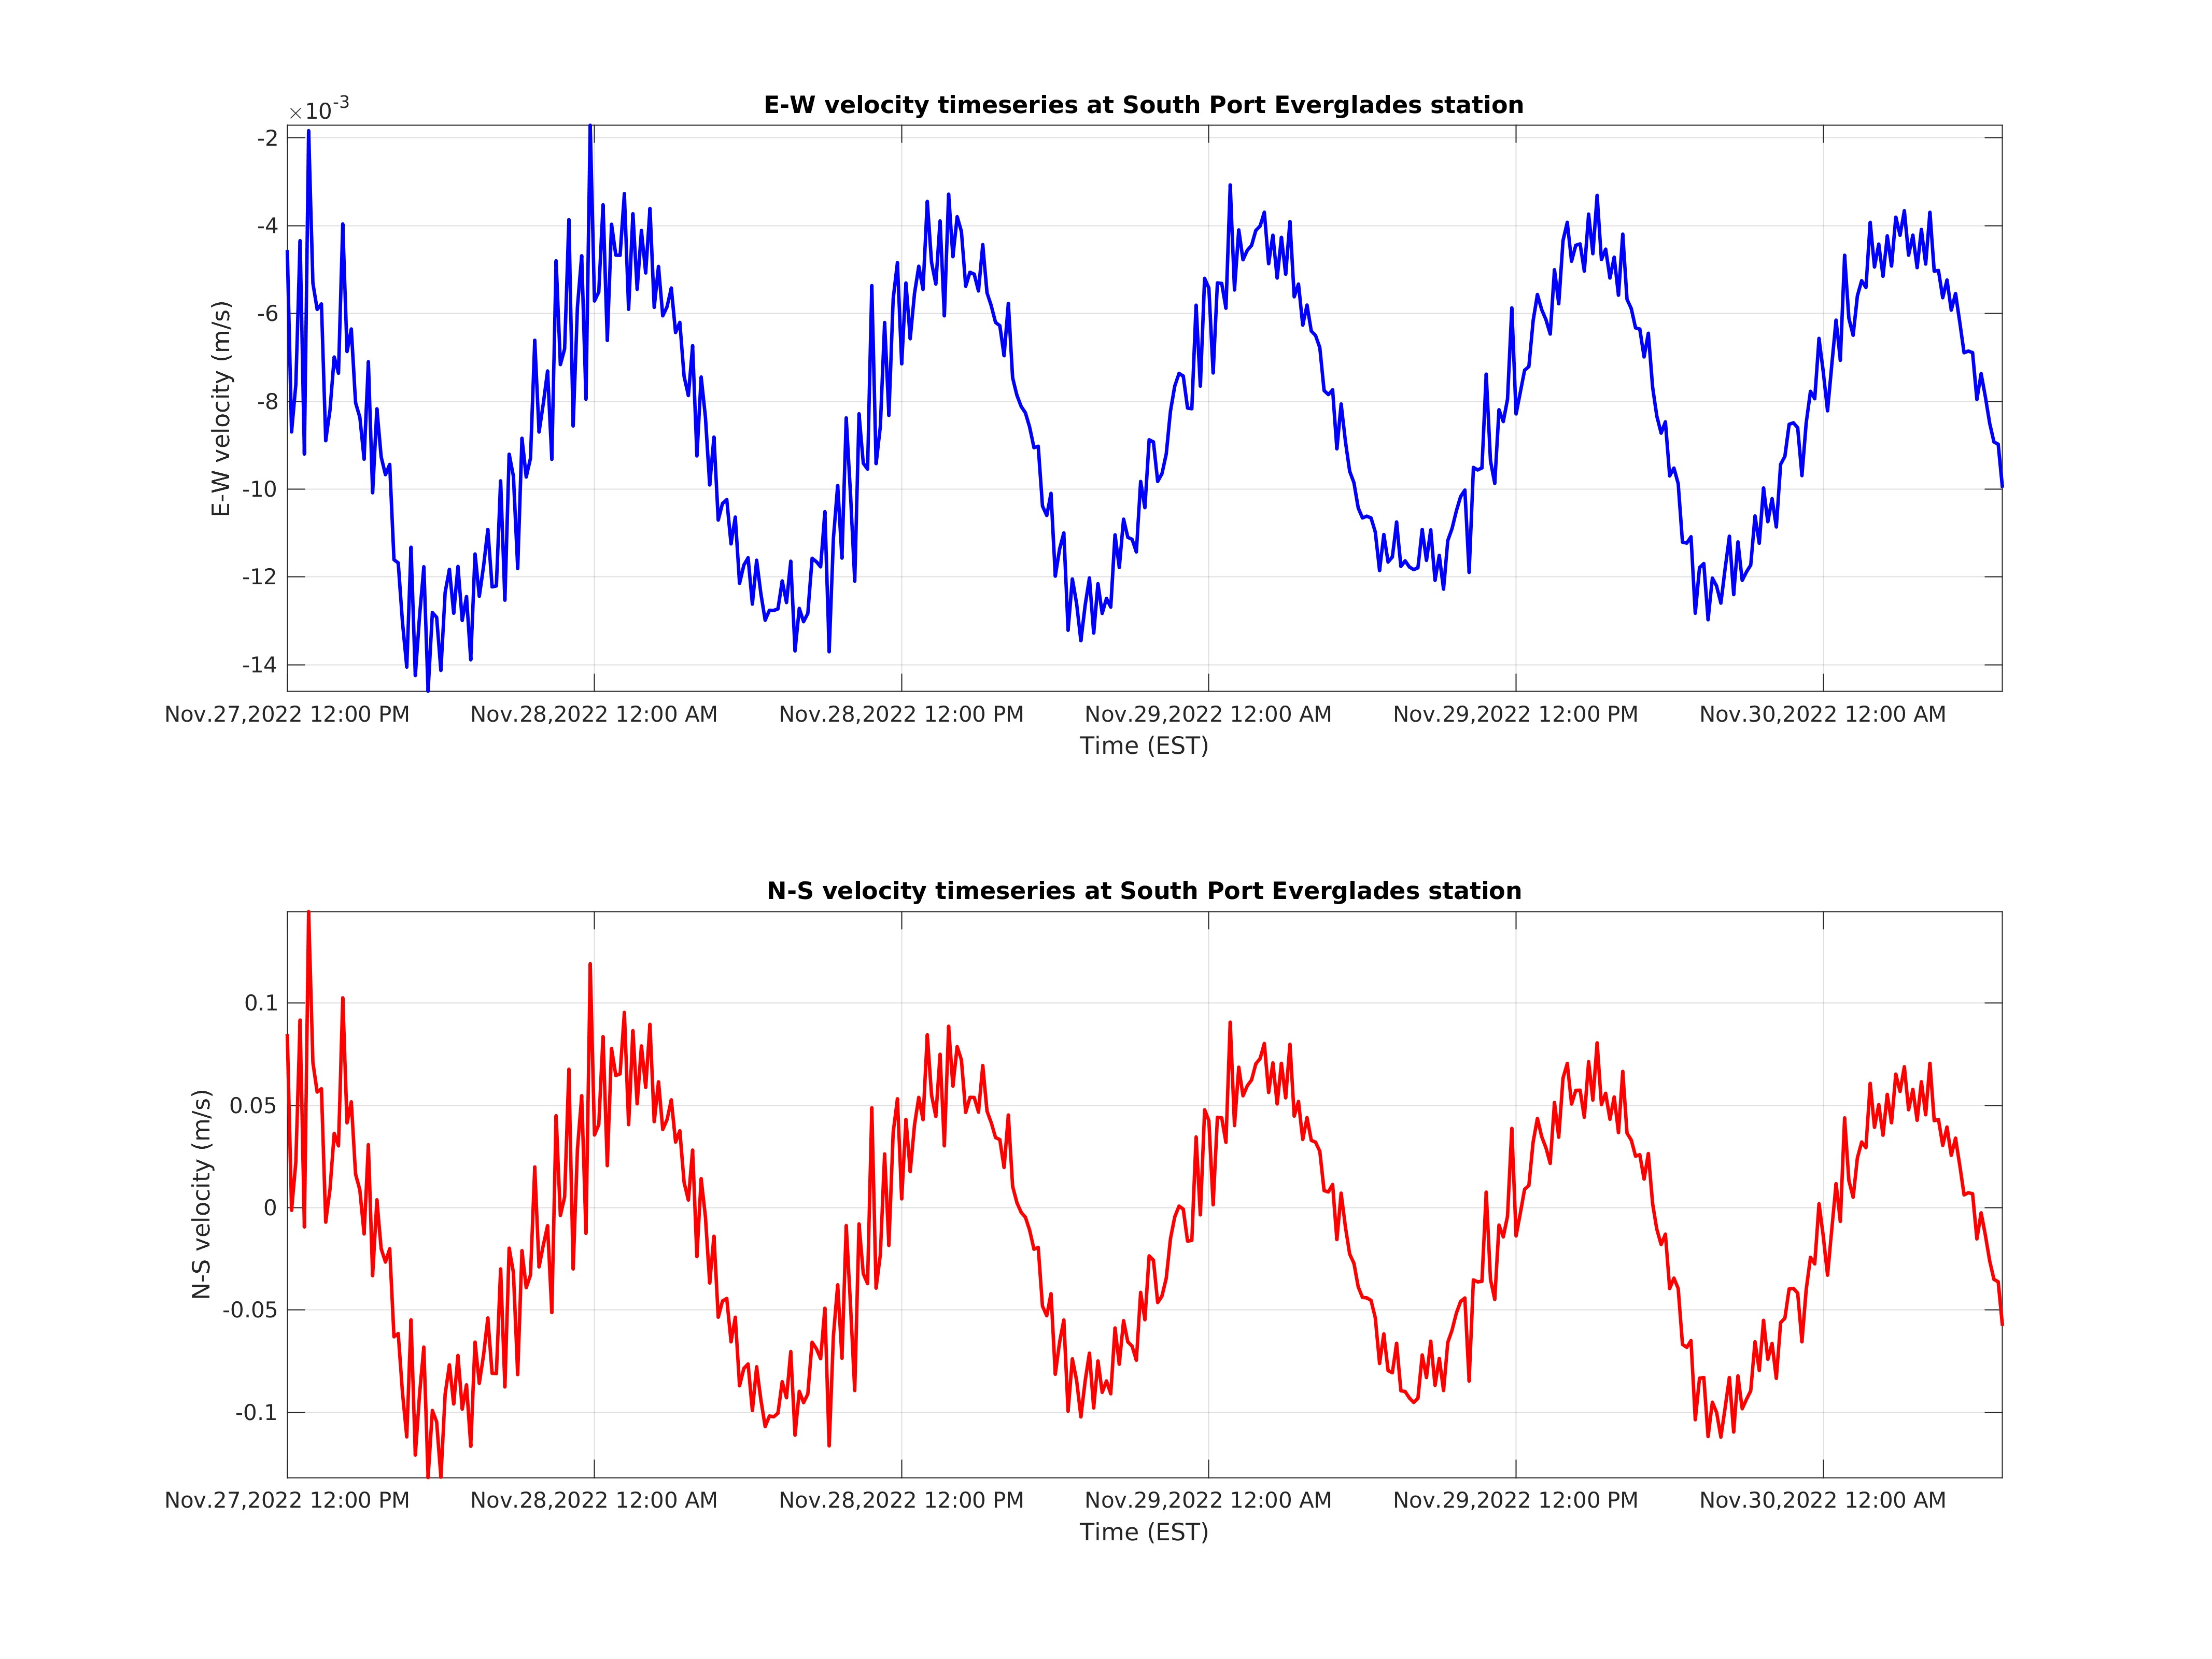 ×10-3
E-W velocity timeseries at South Port Everglades station
-2
-4
-6
-8
-10
-12
-14
E-W velocity (m/s)
Nov.27,2022 12:00 PM
Nov.28,2022 12:00 AM
Nov.28,2022 12:00 PM
Nov.29,2022 12:00 AM
Nov.29,2022 12:00 PM
Nov.30,2022 12:00 AM
Time (EST)
N-S velocity timeseries at South Port Everglades station
0.1
0.05
0
-0.05
-0.1
N-S velocity (m/s)
Nov.27,2022 12:00 PM
Nov.28,2022 12:00 AM
Nov.28,2022 12:00 PM
Nov.29,2022 12:00 AM
Nov.29,2022 12:00 PM
Nov.30,2022 12:00 AM
Time (EST)